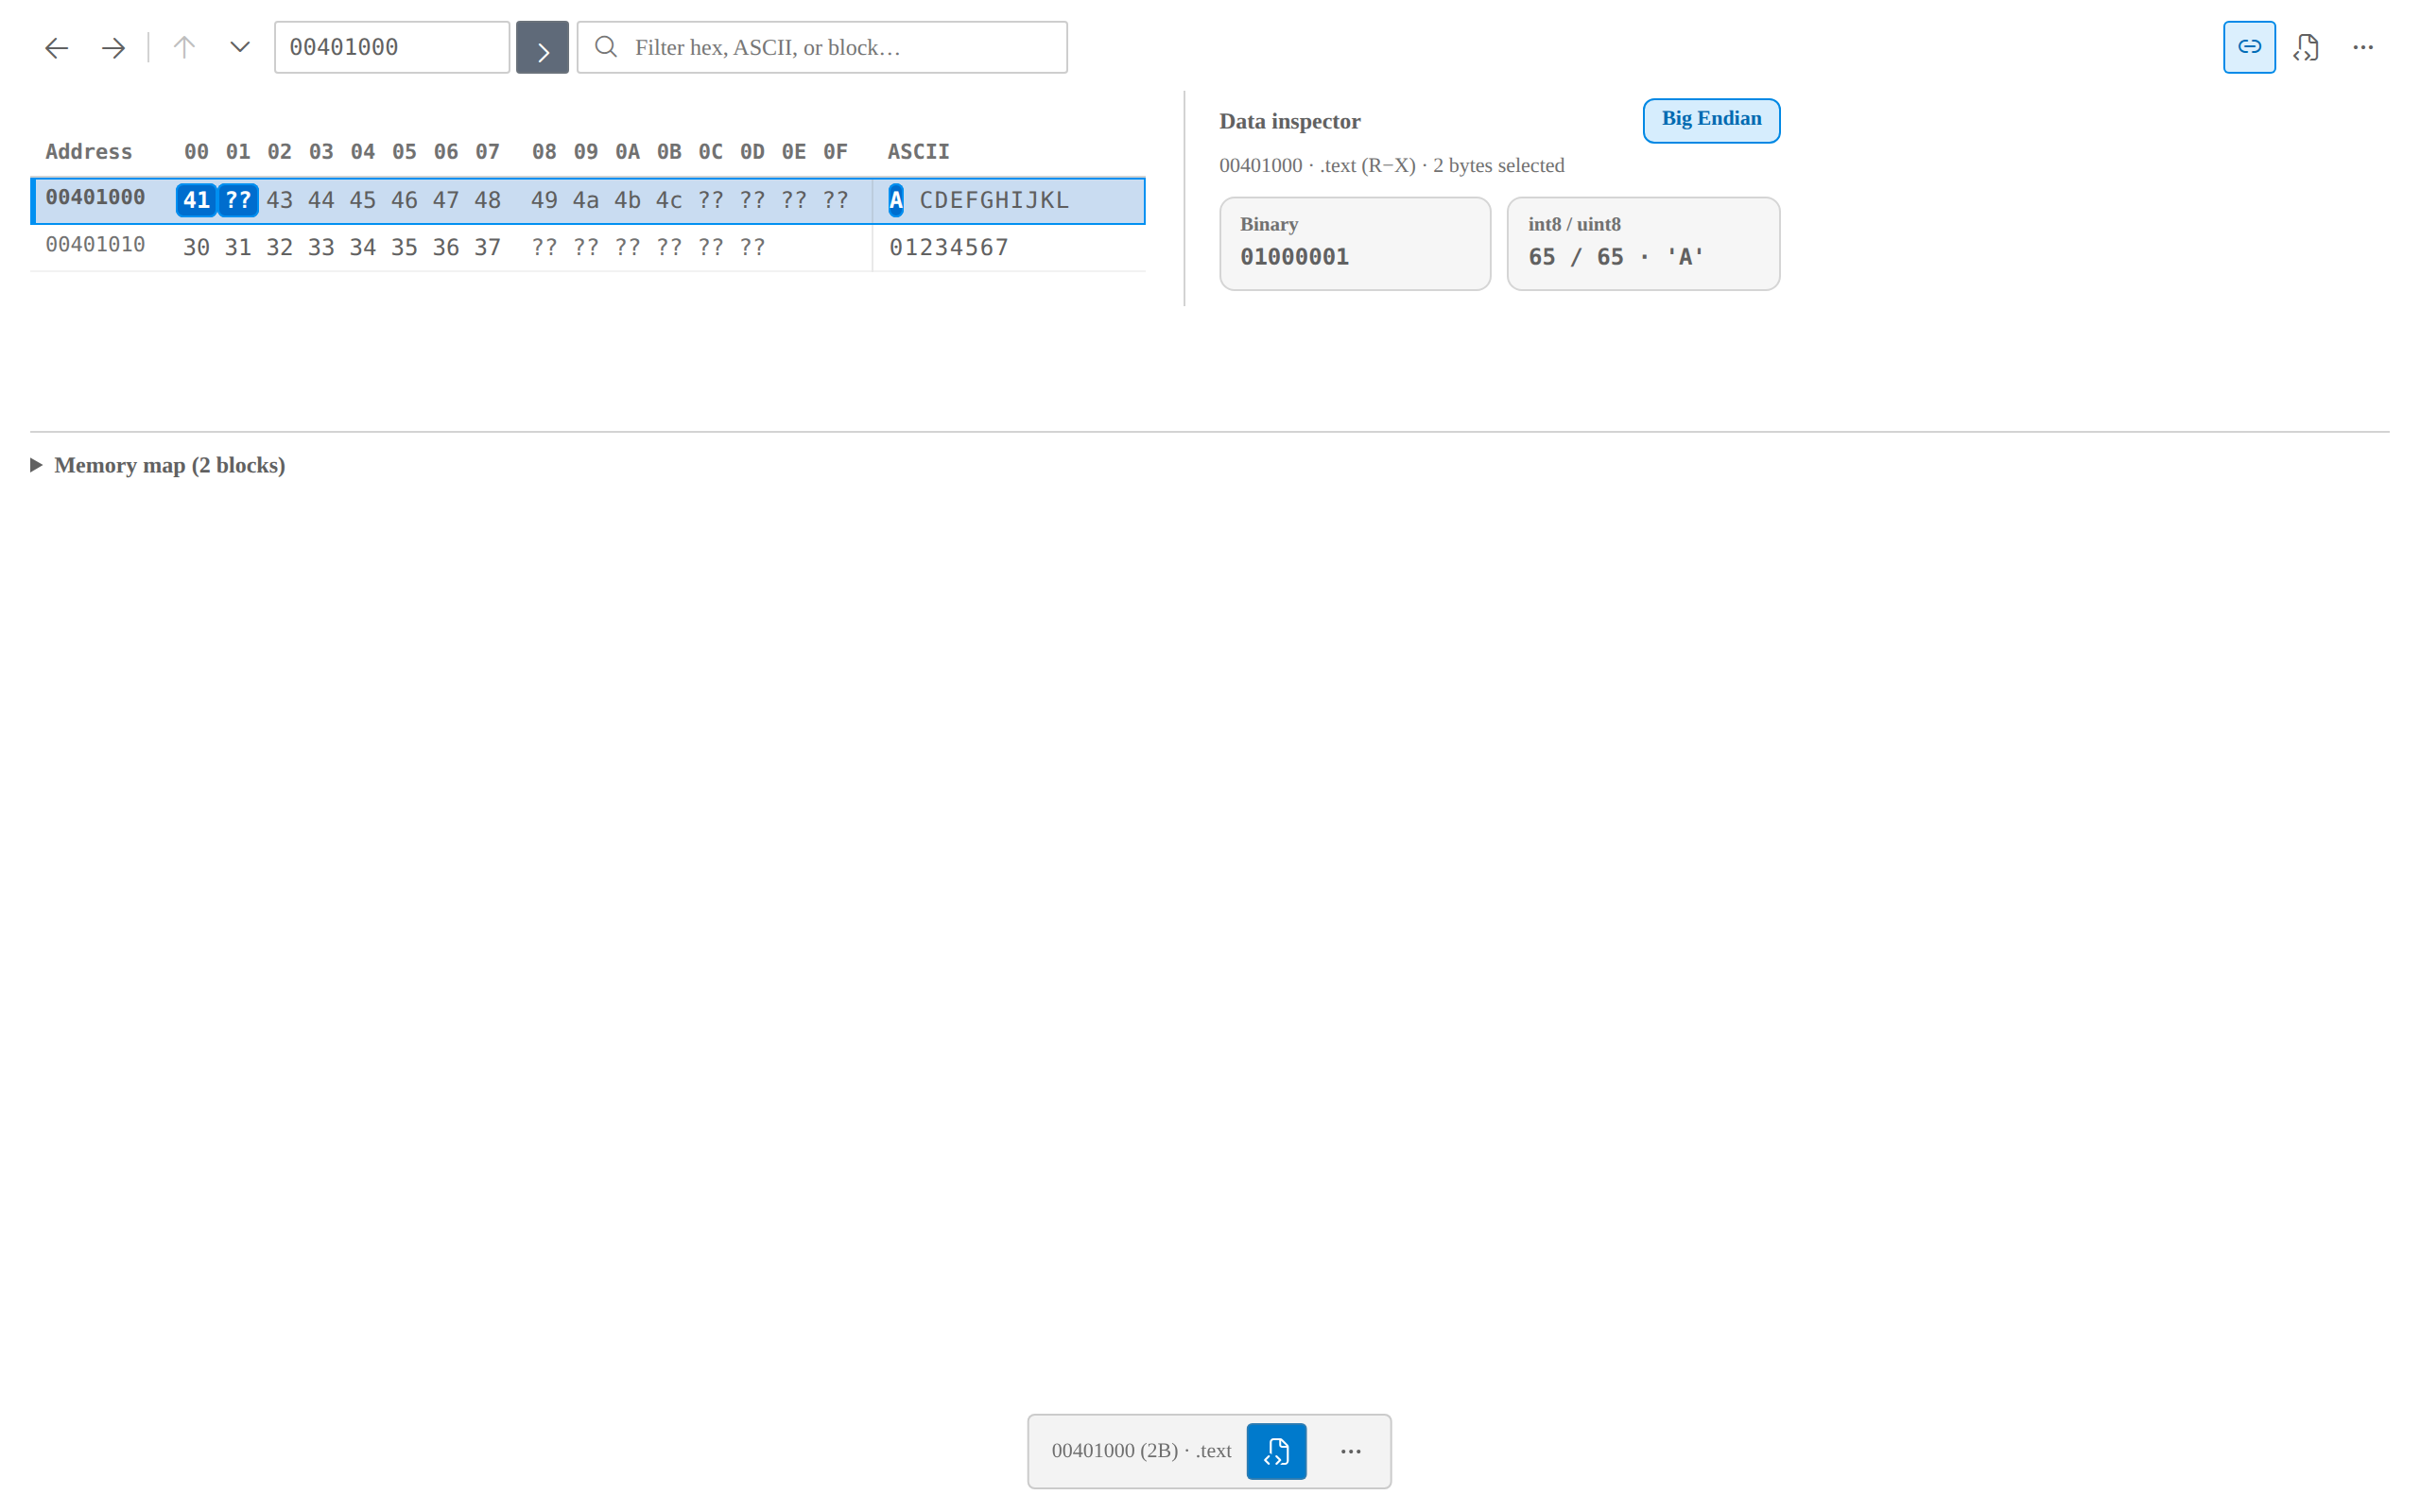 00401000
Filter hex, ASCII, or block…
Address 00 01 02 03 04 05 06 07 08 09 0A 0B 0C 0D 0E 0F ASCII
00401000 41 ?? 43 44 45 46 47 48 49 4a 4b 4c ?? ?? ?? ?? A CDEFGHIJKL
00401010 30 31 32 33 34 35 36 37 ?? ?? ?? ?? ?? ?? 01234567
Data inspector
Big Endian
00401000 · .text (R−X) · 2 bytes selected
Binary
01000001
int8 / uint8
65 / 65 · 'A'
Memory map (2 blocks)
00401000 (2B) · .text